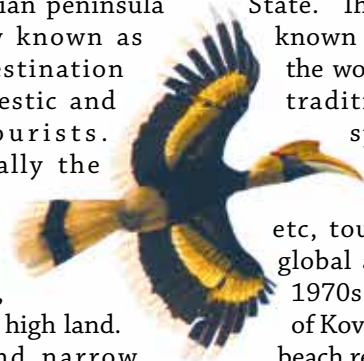 ian peninsula
known as
estination
estic and
ourists.
ally the
,
high land.
nd narrow
State.
known
the wo
tradit
s
etc, tou
global
1970s
of Kov
beach r